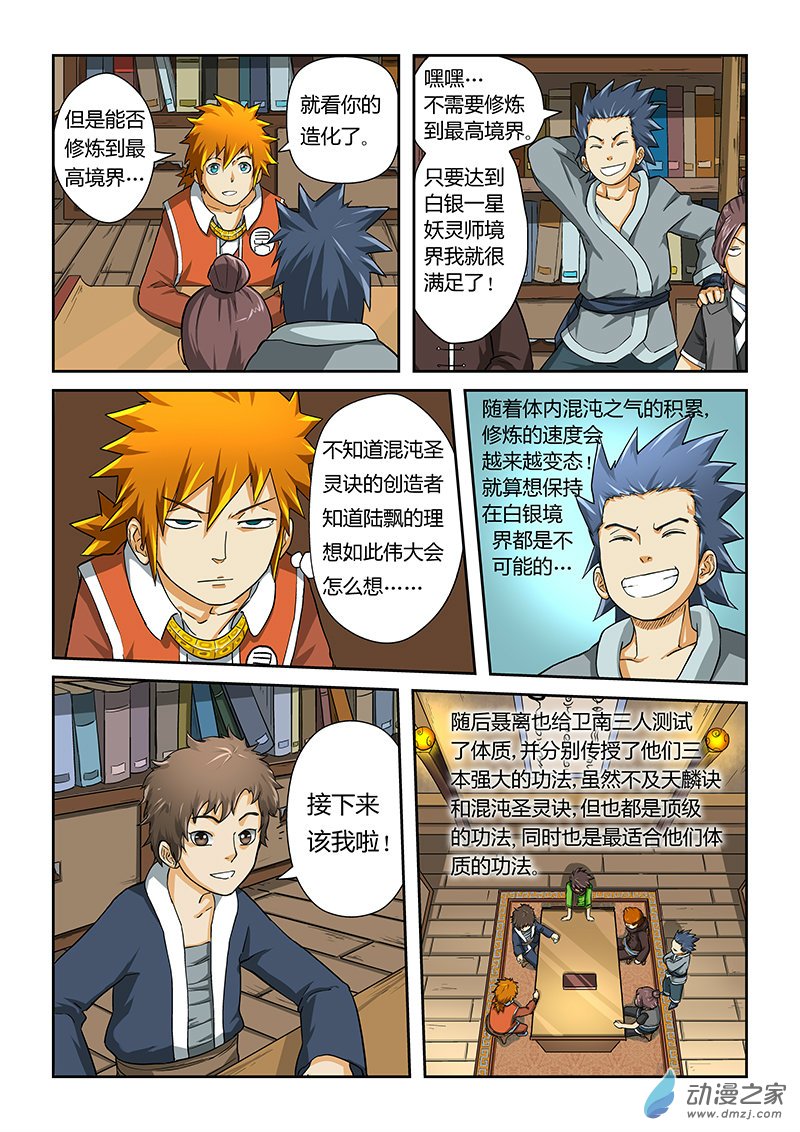 但是能否
修炼到最
高境界…
就看你的
造化了。
嘿嘿…
不需要修炼
到最高境界。
只要达到
白银一星
妖灵师境
界我就很
满足了！
不知道混沌圣
灵诀的创造者
知道陆飘的理
想如此伟大会
怎么想……
随着体内混沌之气的积累，
修炼的速度会
越来越变态！
就算想保持
在白银境
界都是不
可能的…
接下来
该我啦！
随后聂离也给卫南三人测试
了体质，并分别传授了他们三
本强大的功法，虽然不及天麟诀
和混沌圣灵诀，但也都是顶级
的功法，同时也是最适合他们体
质的功法。
动漫之家
www.dmzj.com